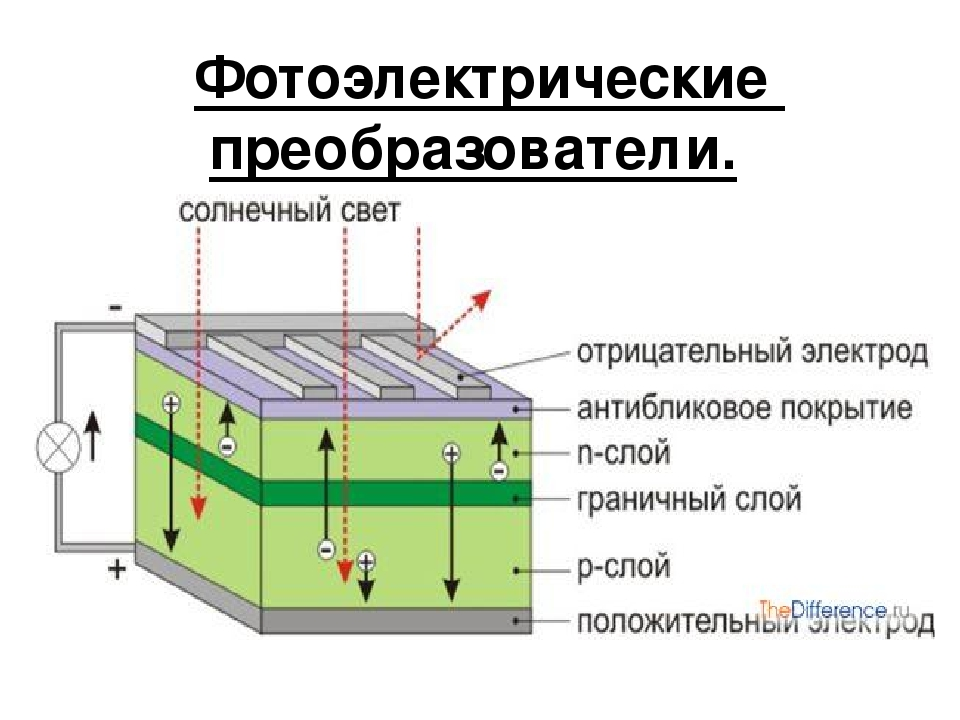 Фотоэлектрические
преобразователи.
солнечный свет
-
отрицательный электрод
антибликовое покрытие
n-слой
граничный слой
p-слой
+
TheDifference.ru
положительный электрод